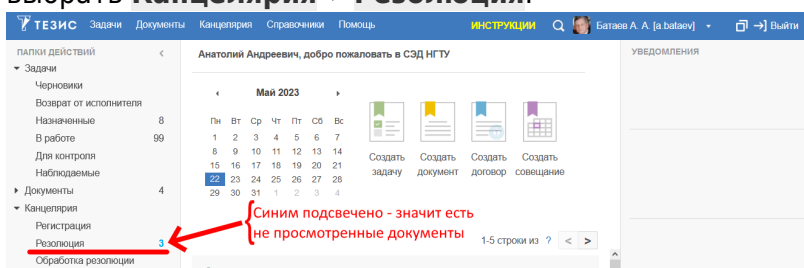 выбрать Канцелярия - Резолюция.
ТЕЗИС Задачи Документы Канцелярия Справочники Помощь ИНСТРУКЦИИ Батаев А. А. [a.bataev] Выйти
ПАПКИ ДЕЙСТВИЙ
Задачи
Черновики
Возврат от исполнителя
Назначенные 8
В работе 99
Для контроля
Наблюдаемые
Документы 4
Канцелярия
Регистрация
Резолюция 3
Обработка резолюции
Анатолий Андреевич, добро пожаловать в СЭД НГТУ
Май 2023
Пн Вт Ср Чт Пт Сб Вс
1 2 3 4 5 6 7
8 9 10 11 12 13 14
15 16 17 18 19 20 21
22 23 24 25 26 27 28
29 30 31 1 2 3 4
Создать задачу
Создать документ
Создать договор
Создать совещание
Синим подсвечено - значит есть
не просмотренные документы
1-5 строки из ? < >
УВЕДОМЛЕНИЯ